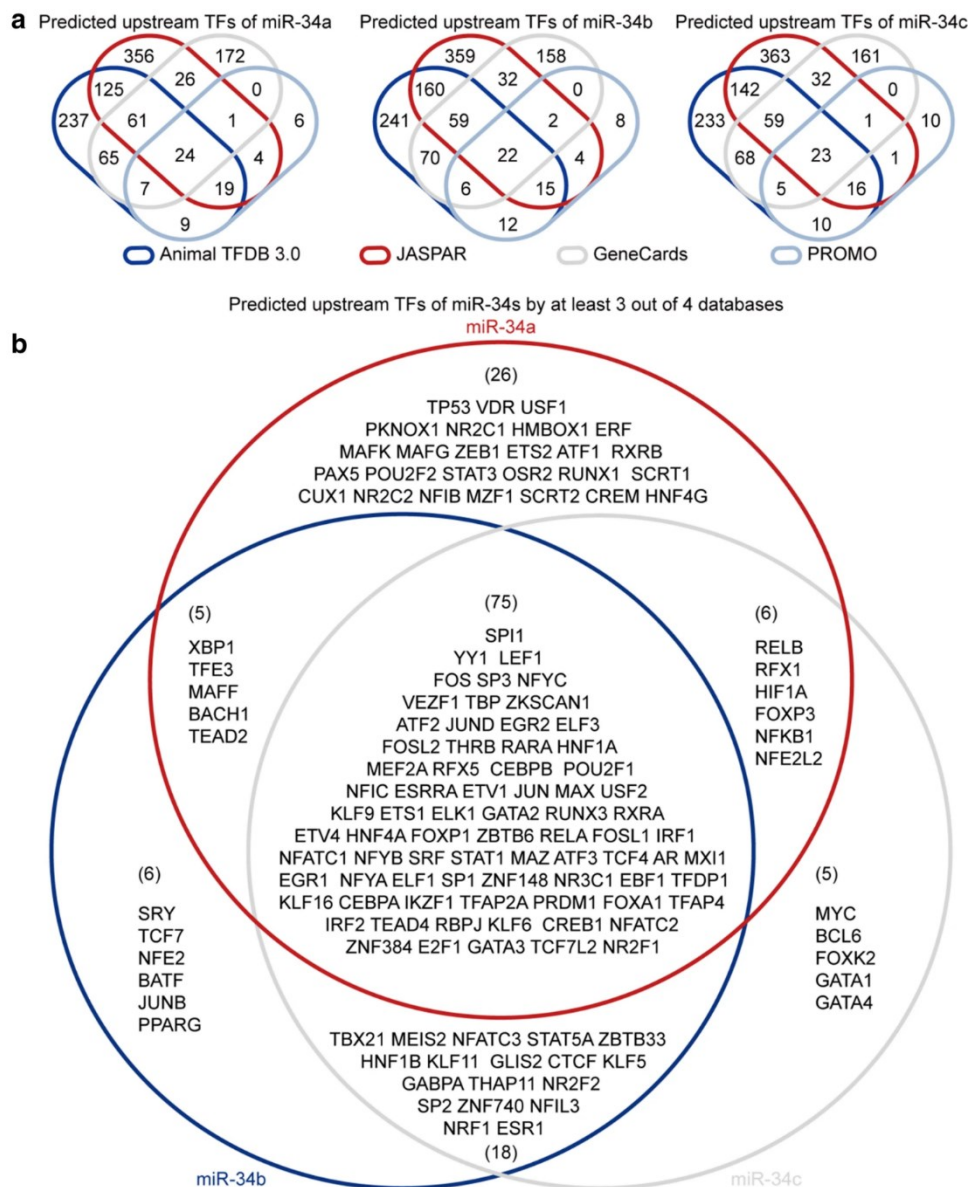 a
Predicted upstream TFs of miR-34a
Predicted upstream TFs of miR-34b
Predicted upstream TFs of miR-34c
356 172
125 26 0
237 61 1 6
65 24 4
7 19
9
359 158
160 32 0
241 59 2 8
70 22 4
6 15
12
363 161
142 32 0
233 59 1 10
68 23 1
5 16
10
Animal TFDB 3.0 JASPAR GeneCards PROMO
Predicted upstream TFs of miR-34s by at least 3 out of 4 databases
b
miR-34a
(26)
TP53 VDR USF1
PKNOX1 NR2C1 HMBOX1 ERF
MAFK MAFG ZEB1 ETS2 ATF1 RXRB
PAX5 POU2F2 STAT3 OSR2 RUNX1 SCRT1
CUX1 NR2C2 NFIB MZF1 SCRT2 CREM HNF4G
(5)
XBP1
TFE3
MAFF
BACH1
TEAD2
(75)
SPI1
YY1 LEF1
FOS SP3 NFYC
VEZF1 TBP ZKSCAN1
ATF2 JUND EGR2 ELF3
FOSL2 THRB RARA HNF1A
MEF2A RFX5 CEBPB POU2F1
NFIC ESRRA ETV1 JUN MAX USF2
KLF9 ETS1 ELK1 GATA2 RUNX3 RXRA
ETV4 HNF4A FOXP1 ZBTB6 RELA FOSL1 IRF1
NFATC1 NFYB SRF STAT1 MAZ ATF3 TCF4 AR MXI1
EGR1 NFYA ELF1 SP1 ZNF148 NR3C1 EBF1 TFDP1
KLF16 CEBPA IKZF1 TFAP2A PRDM1 FOXA1 TFAP4
IRF2 TEAD4 RBPJ KLF6 CREB1 NFATC2
ZNF384 E2F1 GATA3 TCF7L2 NR2F1
(6)
RELB
RFX1
HIF1A
FOXP3
NFKB1
NFE2L2
(6)
SRY
TCF7
NFE2
BATF
JUNB
PPARG
(5)
MYC
BCL6
FOXK2
GATA1
GATA4
TBX21 MEIS2 NFATC3 STAT5A ZBTB33
HNF1B KLF11 GLIS2 CTCF KLF5
GABPA THAP11 NR2F2
SP2 ZNF740 NFIL3
NRF1 ESR1
(18)
miR-34b
miR-34c